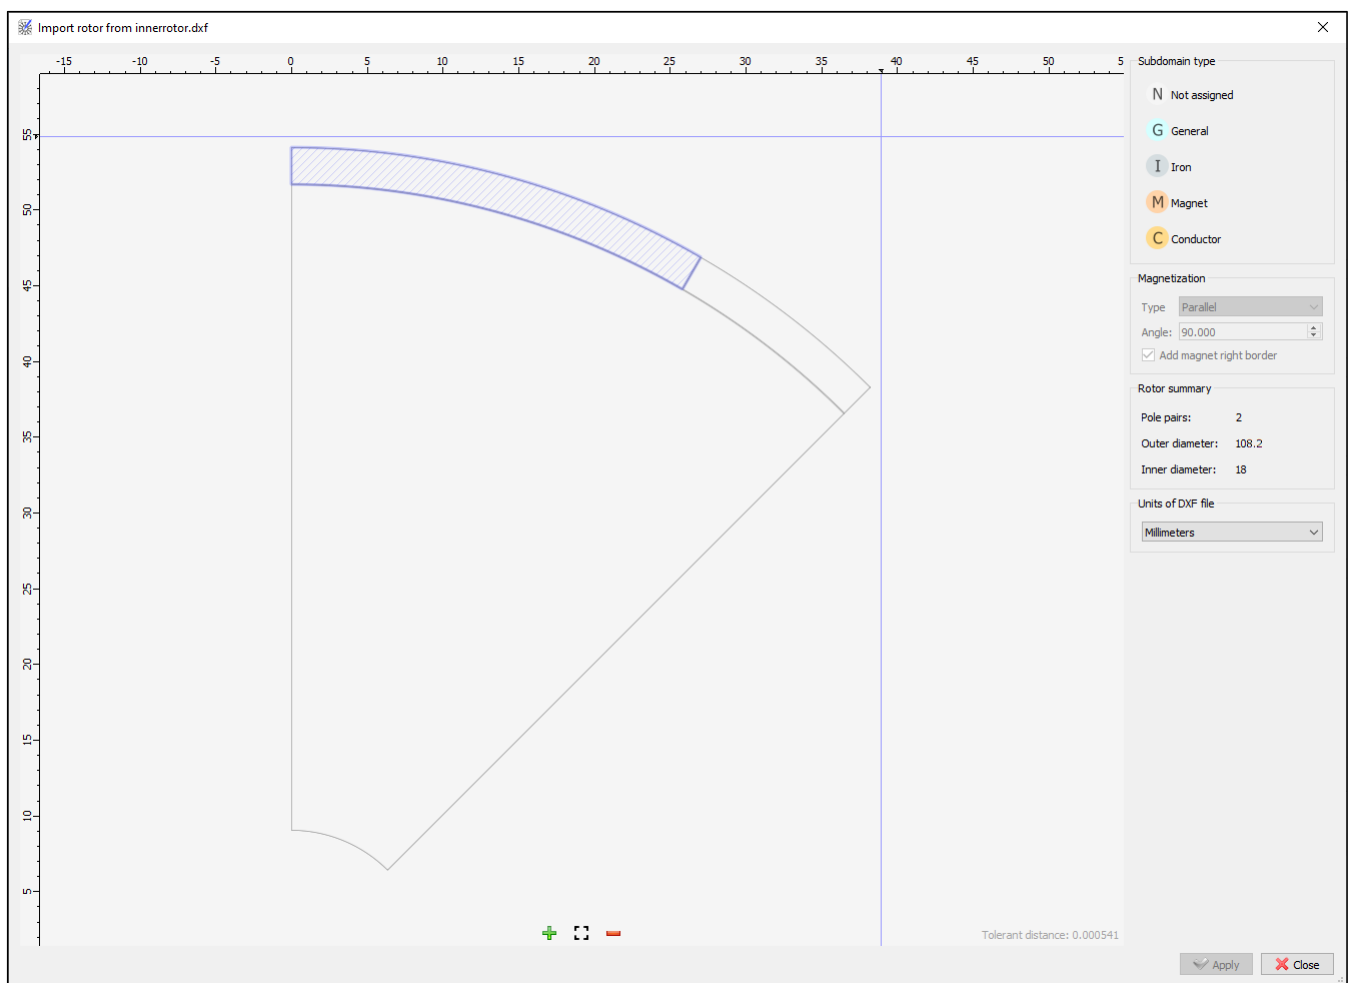 Import rotor from innerrotor.dxf
-15 -10 -5 0 5 10 15 20 25 30 35 40 45 50 5
55
50
45
40
35
30
25
20
15
10
5
Tolerant distance: 0.000541
Subdomain type
N Not assigned
G General
I Iron
M Magnet
C Conductor
Magnetization
Type Parallel
Angle: 90.000
Add magnet right border
Rotor summary
Pole pairs: 2
Outer diameter: 108.2
Inner diameter: 18
Units of DXF file
Millimeters
Apply Close